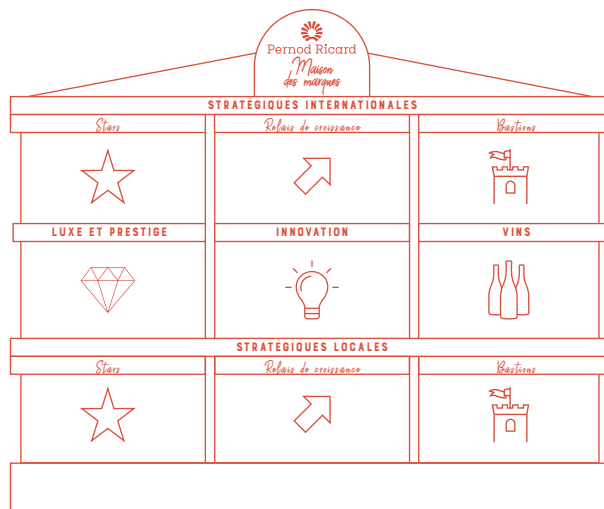 Pernod Ricard
Maison
des marques
STRATÉGIQUES INTERNATIONALES
Stars
Relais de croissance
Bastions
LUXE ET PRESTIGE
INNOVATION
VINS
STRATÉGIQUES LOCALES
Stars
Relais de croissance
Bastions